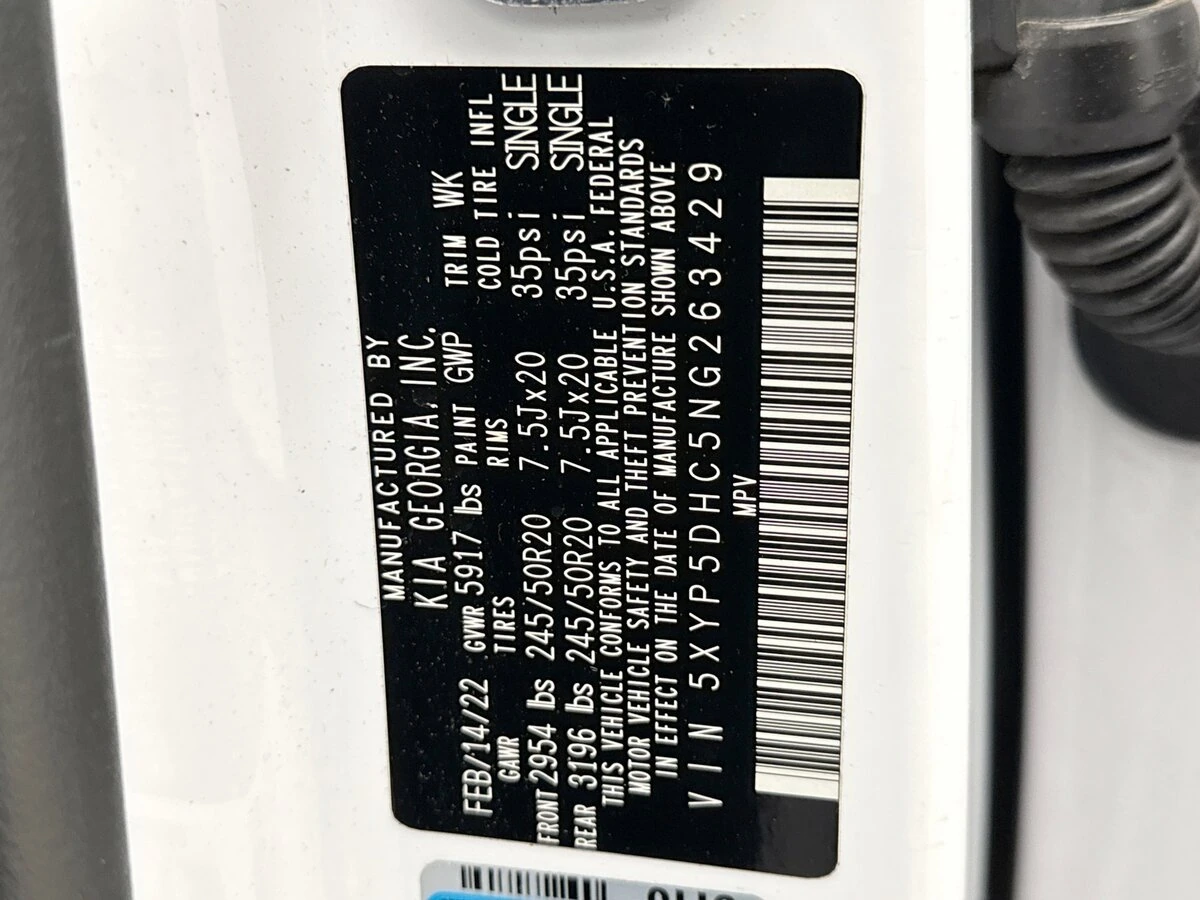 MANUFACTURED BY
KIA GEORGIA, INC.
FEB/14/22 GVWR 5917 lbs PAINT GWP TRIM WK
GAWR TIRES RIMS COLD TIRE INFL
FRONT 2954 lbs 245/50R20 7.5Jx20 35psi SINGLE
REAR 3196 lbs 245/50R20 7.5Jx20 35psi SINGLE
THIS VEHICLE CONFORMS TO ALL APPLICABLE U.S.A. FEDERAL
MOTOR VEHICLE SAFETY AND THEFT PREVENTION STANDARDS
IN EFFECT ON THE DATE OF MANUFACTURE SHOWN ABOVE
VIN 5XYP5DHC5NG263429
MPV